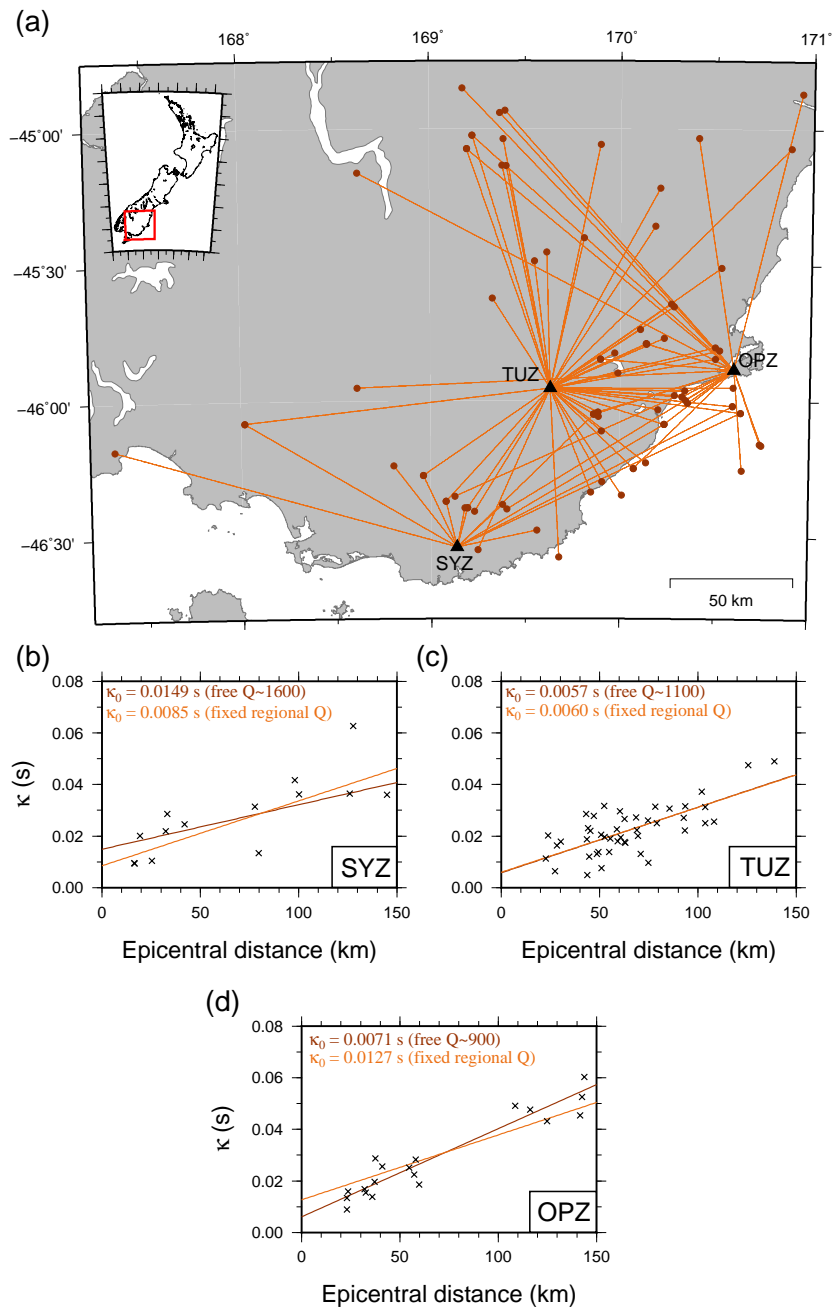 (a)
168˚ 169˚ 170˚ 171˚
−45˚00'
−45˚30'
−46˚00'
−46˚30'
TUZ
OPZ
SYZ
50 km
(b)
κ0 = 0.0149 s (free Q~1600)
κ0 = 0.0085 s (fixed regional Q)
0.08
0.06
0.04
0.02
0.00
κ (s)
SYZ
0 50 100 150
Epicentral distance (km)
(c)
κ0 = 0.0057 s (free Q~1100)
κ0 = 0.0060 s (fixed regional Q)
0.08
0.06
0.04
0.02
0.00
TUZ
0 50 100 150
Epicentral distance (km)
(d)
κ0 = 0.0071 s (free Q~900)
κ0 = 0.0127 s (fixed regional Q)
0.08
0.06
0.04
0.02
0.00
κ (s)
OPZ
0 50 100 150
Epicentral distance (km)